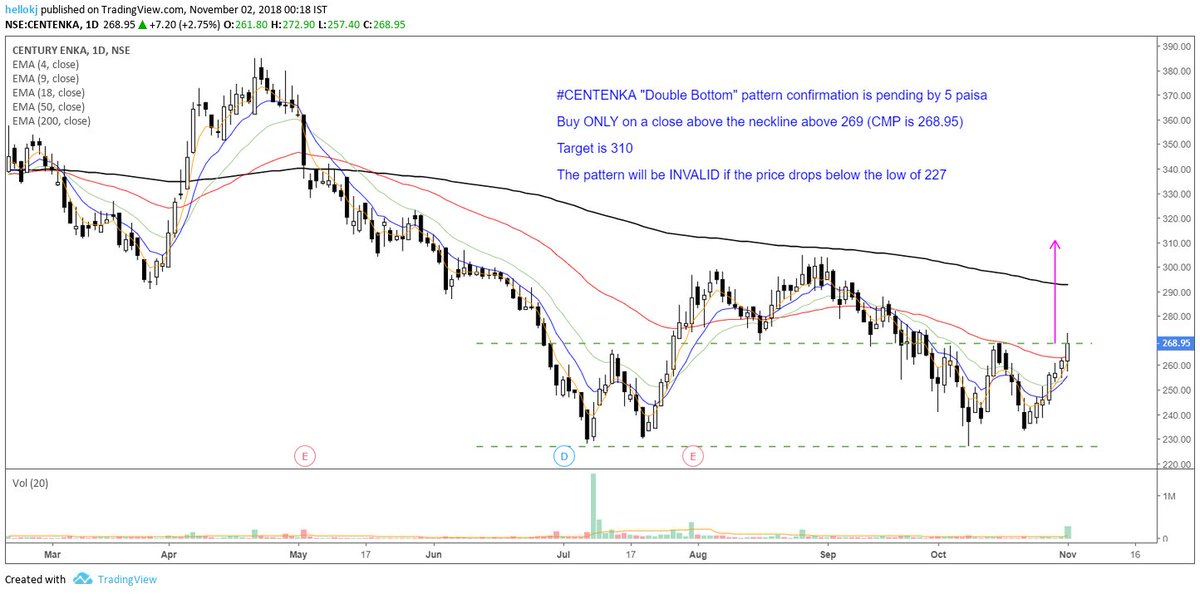 hellokj published on TradingView.com, November 02, 2018 00:18 IST
NSE:CENTENKA, 1D 268.95 ▲ +7.20 (+2.75%) O:261.80 H:272.90 L:257.40 C:268.95
CENTURY ENKA, 1D, NSE
EMA (4, close)
EMA (9, close)
EMA (18, close)
EMA (50, close)
EMA (200, close)
#CENTENKA "Double Bottom" pattern confirmation is pending by 5 paisa
Buy ONLY on a close above the neckline above 269 (CMP is 268.95)
Target is 310
The pattern will be INVALID if the price drops below the low of 227
390.00
380.00
370.00
360.00
350.00
340.00
330.00
320.00
310.00
300.00
290.00
280.00
268.95
260.00
250.00
240.00
230.00
220.00
E
D
E
Vol (20)
1M
0
Mar Apr May 17 Jun Jul 17 Aug Sep Oct Nov 16
Created with TradingView